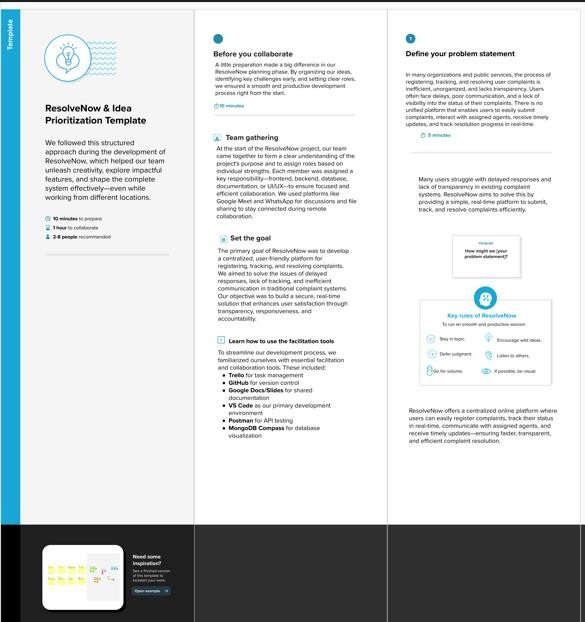 Template
ResolveNow & Idea
Prioritization Template
We followed this structured
approach during the development of
ResolveNow, which helped our team
unleash creativity, explore impactful
features, and shape the complete
system effectively—even while
working from different locations.
10 minutes to prepare
1 hour to collaborate
2-8 people recommended
Need some
inspiration?
See a finished version
of this template to
kickstart your work.
Open example
Before you collaborate
A little preparation made a big difference in our
ResolveNow planning phase. By organizing our ideas,
identifying key challenges early, and setting clear roles,
we ensured a smooth and productive development
process right from the start.
10 minutes
A Team gathering
At the start of the ResolveNow project, our team
came together to form a clear understanding of the
project's purpose and to assign roles based on
individual strengths. Each member was assigned a
key responsibility—frontend, backend, database,
documentation, or UI/UX—to ensure focused and
efficient collaboration. We used platforms like
Google Meet and WhatsApp for discussions and file
sharing to stay connected during remote
collaboration.
B Set the goal
The primary goal of ResolveNow was to develop
a centralized, user-friendly platform for
registering, tracking, and resolving complaints.
We aimed to solve the issues of delayed
responses, lack of tracking, and inefficient
communication in traditional complaint systems.
Our objective was to build a secure, real-time
solution that enhances user satisfaction through
transparency, responsiveness, and
accountability.
Learn how to use the facilitation tools
To streamline our development process, we
familiarized ourselves with essential facilitation
and collaboration tools. These included:
● Trello for task management
● GitHub for version control
● Google Docs/Slides for shared
documentation
● VS Code as our primary development
environment
● Postman for API testing
● MongoDB Compass for database
visualization
1
Define your problem statement
In many organizations and public services, the process of
registering, tracking, and resolving user complaints is
inefficient, unorganized, and lacks transparency. Users
often face delays, poor communication, and a lack of
visibility into the status of their complaints. There is no
unified platform that enables users to easily submit
complaints, interact with assigned agents, receive timely
updates, and track resolution progress in real-time.
5 minutes
Many users struggle with delayed responses and
lack of transparency in existing complaint
systems. ResolveNow aims to solve this by
providing a simple, real-time platform to submit,
track, and resolve complaints efficiently.
PROBLEM
How might we [your
problem statement]?
Key rules of ResolveNow
To run an smooth and productive session
Stay in topic.
Encourage wild ideas.
Defer judgment.
Listen to others.
Go for volume.
If possible, be visual.
ResolveNow offers a centralized online platform where
users can easily register complaints, track their status
in real-time, communicate with assigned agents, and
receive timely updates—ensuring faster, transparent,
and efficient complaint resolution.